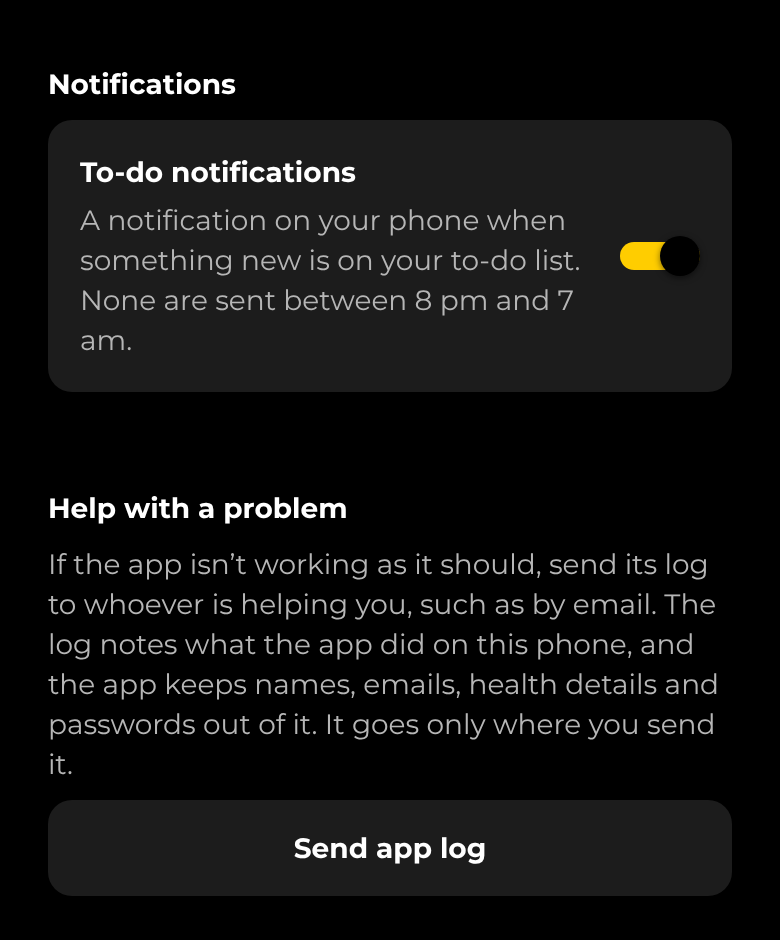 Notifications
To-do notifications
A notification on your phone when
something new is on your to-do list.
None are sent between 8 pm and 7
am.
Help with a problem
If the app isn’t working as it should, send its log
to whoever is helping you, such as by email. The
log notes what the app did on this phone, and
the app keeps names, emails, health details and
passwords out of it. It goes only where you send
it.
Send app log